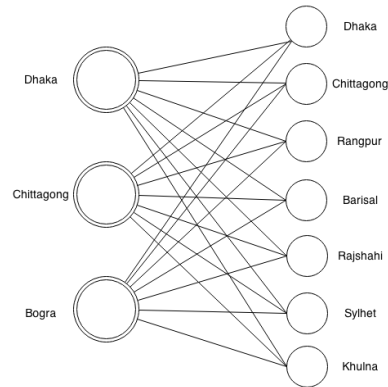 Dhaka
Chittagong
Bogra
Dhaka
Chittagong
Rangpur
Barisal
Rajshahi
Sylhet
Khulna